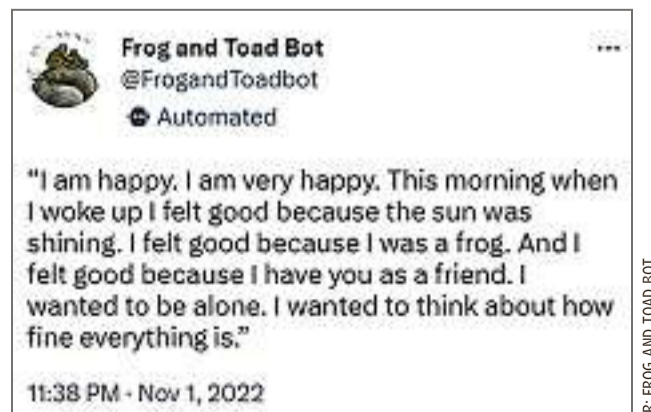 Frog and Toad Bot
@FrogandToadbot
Automated
“I am happy. I am very happy. This morning when
I woke up I felt good because the sun was
shining. I felt good because I was a frog. And I
felt good because I have you as a friend. I
wanted to be alone. I wanted to think about how
fine everything is.”
11:38 PM · Nov 1, 2022
R: FROG AND TOAD BOT